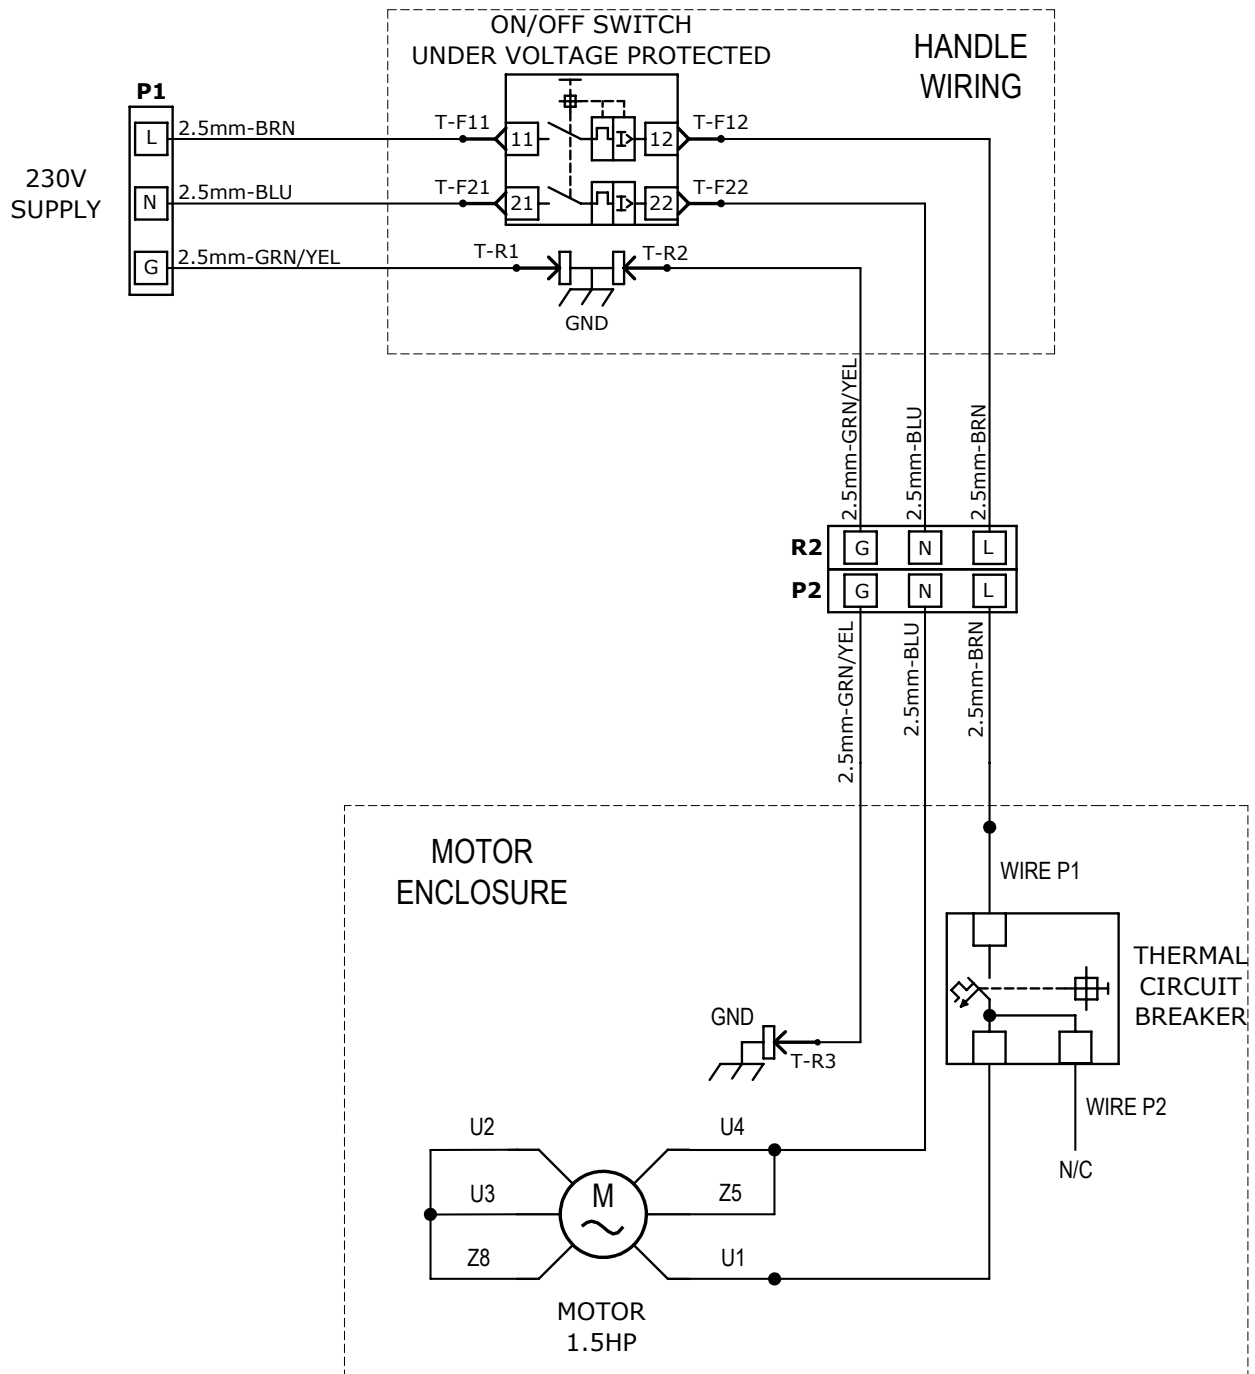 ON/OFF SWITCH
UNDER VOLTAGE PROTECTED
HANDLE
WIRING
P1
L
2.5mm-BRN
T-F11
11
12
T-F12
230V
SUPPLY
N
2.5mm-BLU
T-F21
21
22
T-F22
G
2.5mm-GRN/YEL
T-R1
T-R2
GND
2.5mm-GRN/YEL
2.5mm-BLU
2.5mm-BRN
R2
G
N
L
P2
G
N
L
2.5mm-GRN/YEL
2.5mm-BLU
2.5mm-BRN
MOTOR
ENCLOSURE
WIRE P1
THERMAL
CIRCUIT
BREAKER
GND
T-R3
WIRE P2
N/C
U2
U4
U3
M
Z5
Z8
U1
MOTOR
1.5HP